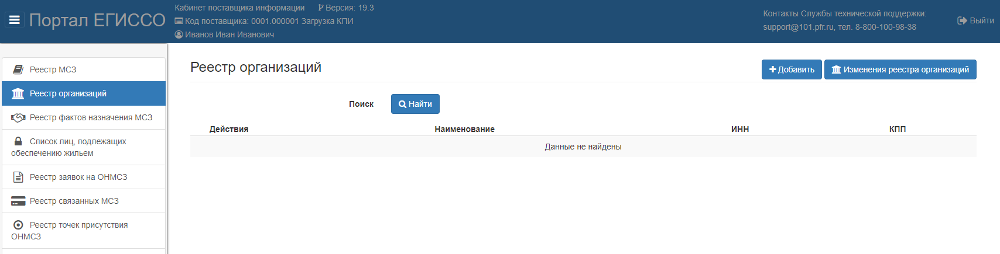 Портал ЕГИССО
Кабинет поставщика информации Версия: 19.3
Код поставщика: 0001.000001 Загрузка КПИ
Иванов Иван Иванович
Контакты Службы технической поддержки:
support@101.pfr.ru, тел. 8-800-100-98-38
Выйти
Реестр МСЗ
Реестр организаций
Реестр фактов назначения МСЗ
Список лиц, подлежащих
обеспечению жильем
Реестр заявок на ОНМСЗ
Реестр связанных МСЗ
Реестр точек присутствия
ОНМСЗ
Реестр организаций
Добавить
Изменения реестра организаций
Поиск Найти
Действия Наименование ИНН КПП
Данные не найдены